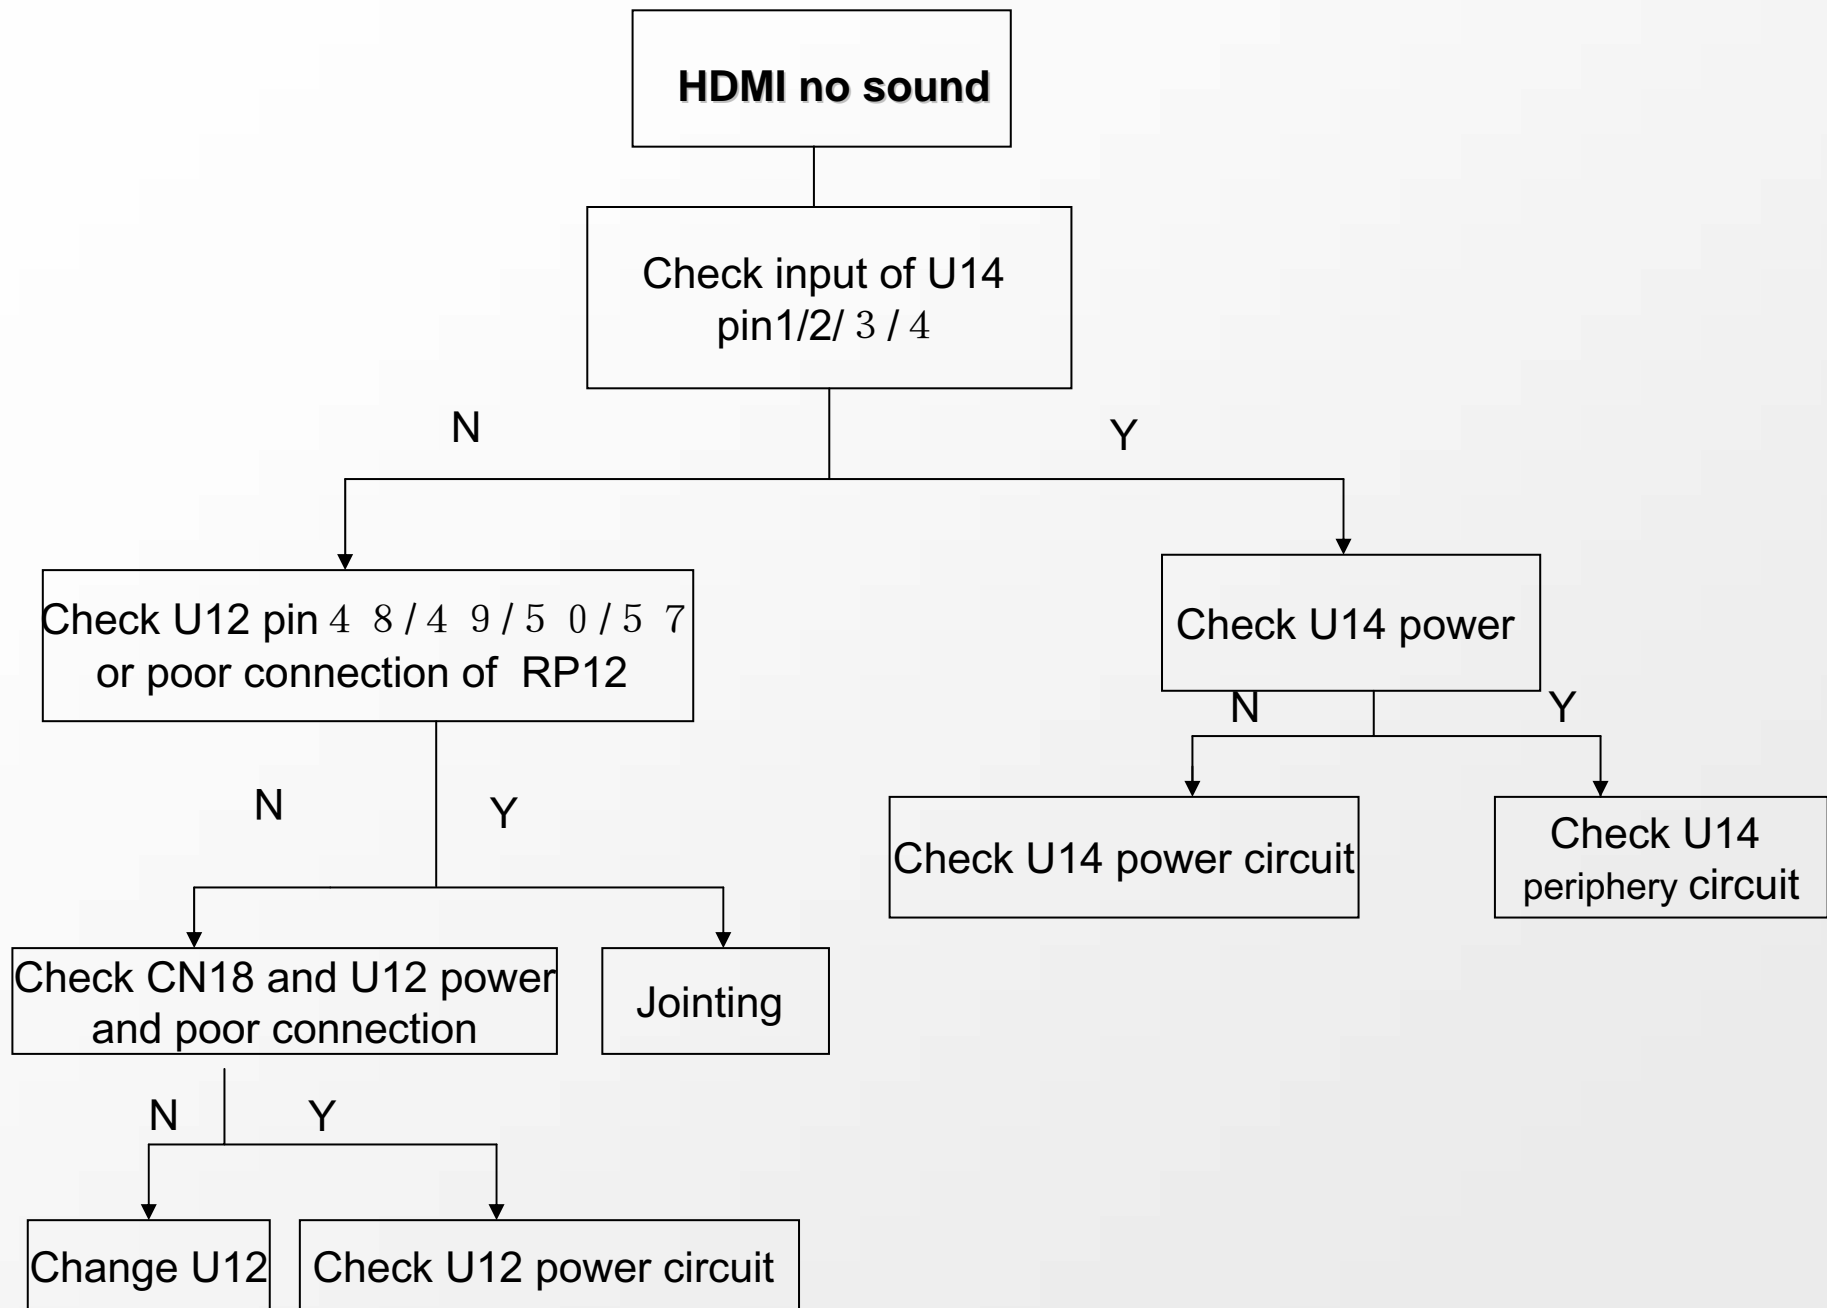 HDMI no sound
Check input of U14
pin1/2/３/４
N
Y
Check U12 pin４８/４９/５０/５７
or poor connection of RP12
Check U14 power
N
Y
N
Y
Check U14 power circuit
Check U14
periphery circuit
Check CN18 and U12 power
and poor connection
Jointing
N
Y
Change U12
Check U12 power circuit